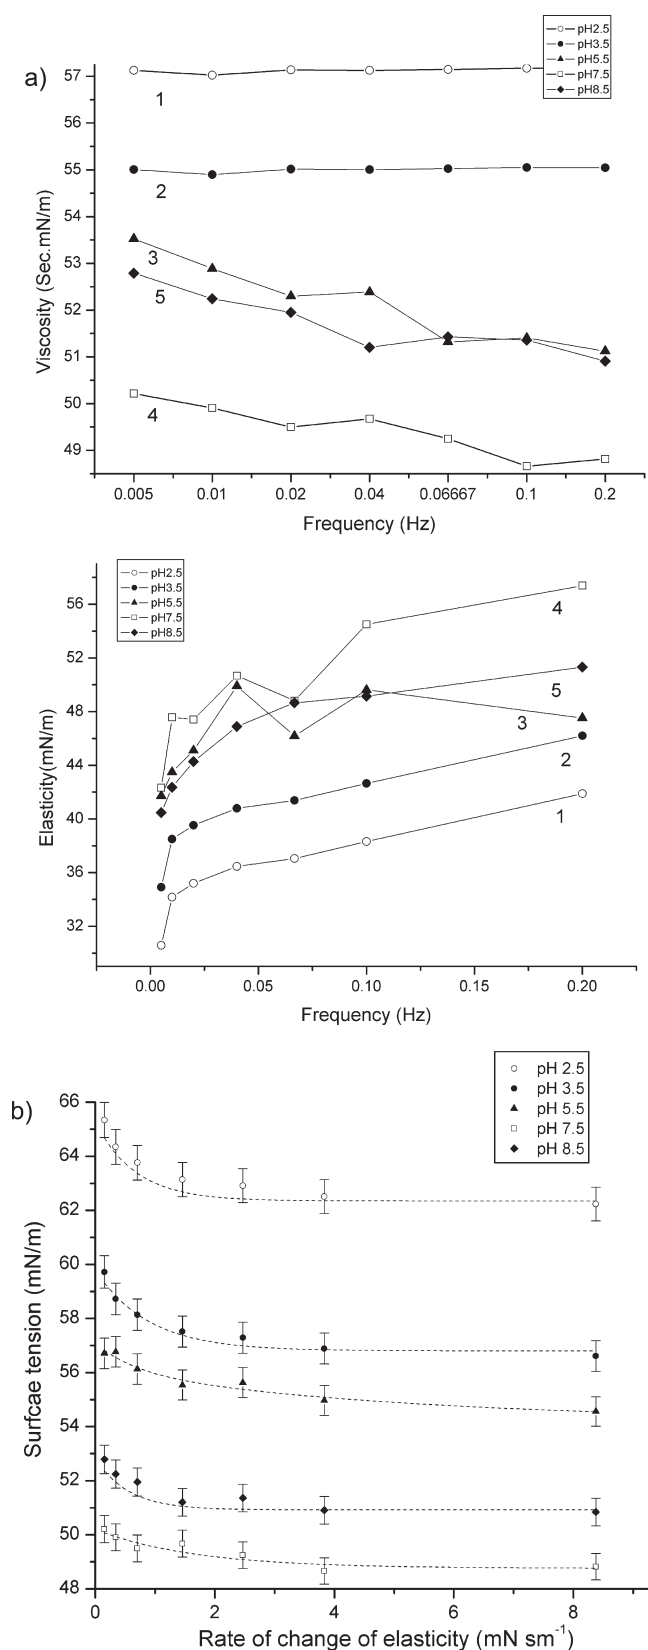 pH2.5
pH3.5
pH5.5
pH7.5
pH8.5
a)
57
56
55
54
53
52
51
50
49
1
2
3
5
4
Viscosity (Sec.mN/m)
0.005 0.01 0.02 0.04 0.06667 0.1 0.2
Frequency (Hz)
pH2.5
pH3.5
pH5.5
pH7.5
pH8.5
56
52
48
44
40
36
32
4
5
3
2
1
Elasticity(mN/m)
0.00 0.05 0.10 0.15 0.20
Frequency (Hz)
pH 2.5
pH 3.5
pH 5.5
pH 7.5
pH 8.5
b)
66
64
62
60
58
56
54
52
50
48
Surfcae tension (mN/m)
0 2 4 6 8
Rate of change of elasticity (mN sm⁻¹)